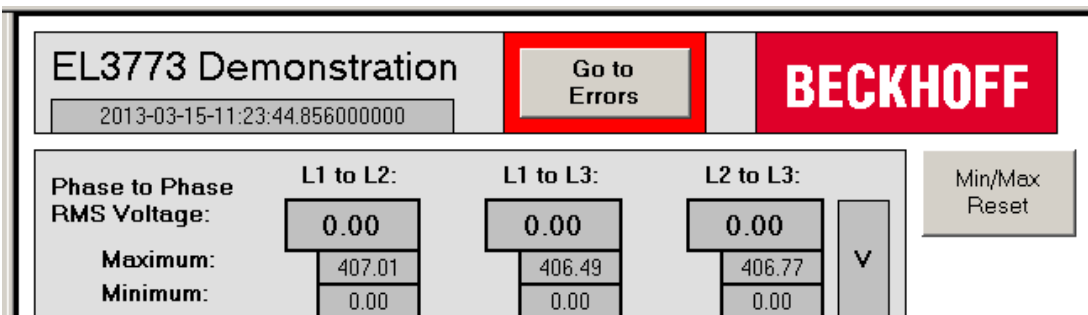 EL3773 Demonstration
2013-03-15-11:23:44.856000000
Go to
Errors
BECKHOFF
Phase to Phase
RMS Voltage:
L1 to L2:
L1 to L3:
L2 to L3:
0.00
0.00
0.00
Maximum:
407.01
406.49
406.77
Minimum:
0.00
0.00
0.00
V
Min/Max
Reset